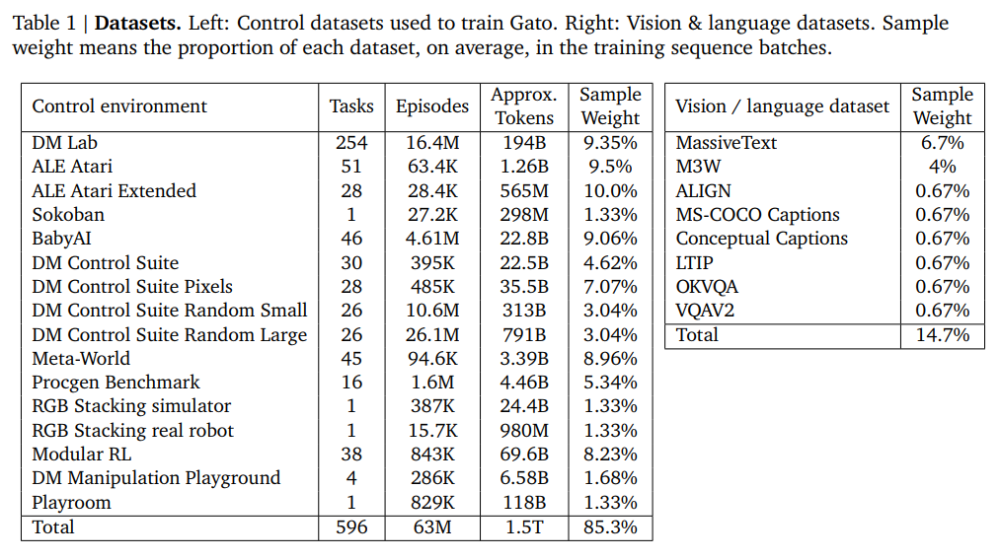 Table 1 | Datasets. Left: Control datasets used to train Gato. Right: Vision & language datasets. Sample
weight means the proportion of each dataset, on average, in the training sequence batches.
Control environment Tasks Episodes Approx. Tokens Sample Weight
DM Lab 254 16.4M 194B 9.35%
ALE Atari 51 63.4K 1.26B 9.5%
ALE Atari Extended 28 28.4K 565M 10.0%
Sokoban 1 27.2K 298M 1.33%
BabyAI 46 4.61M 22.8B 9.06%
DM Control Suite 30 395K 22.5B 4.62%
DM Control Suite Pixels 28 485K 35.5B 7.07%
DM Control Suite Random Small 26 10.6M 313B 3.04%
DM Control Suite Random Large 26 26.1M 791B 3.04%
Meta-World 45 94.6K 3.39B 8.96%
Procgen Benchmark 16 1.6M 4.46B 5.34%
RGB Stacking simulator 1 387K 24.4B 1.33%
RGB Stacking real robot 1 15.7K 980M 1.33%
Modular RL 38 843K 69.6B 8.23%
DM Manipulation Playground 4 286K 6.58B 1.68%
Playroom 1 829K 118B 1.33%
Total 596 63M 1.5T 85.3%
Vision / language dataset Sample Weight
MassiveText 6.7%
M3W 4%
ALIGN 0.67%
MS-COCO Captions 0.67%
Conceptual Captions 0.67%
LTIP 0.67%
OKVQA 0.67%
VQAV2 0.67%
Total 14.7%